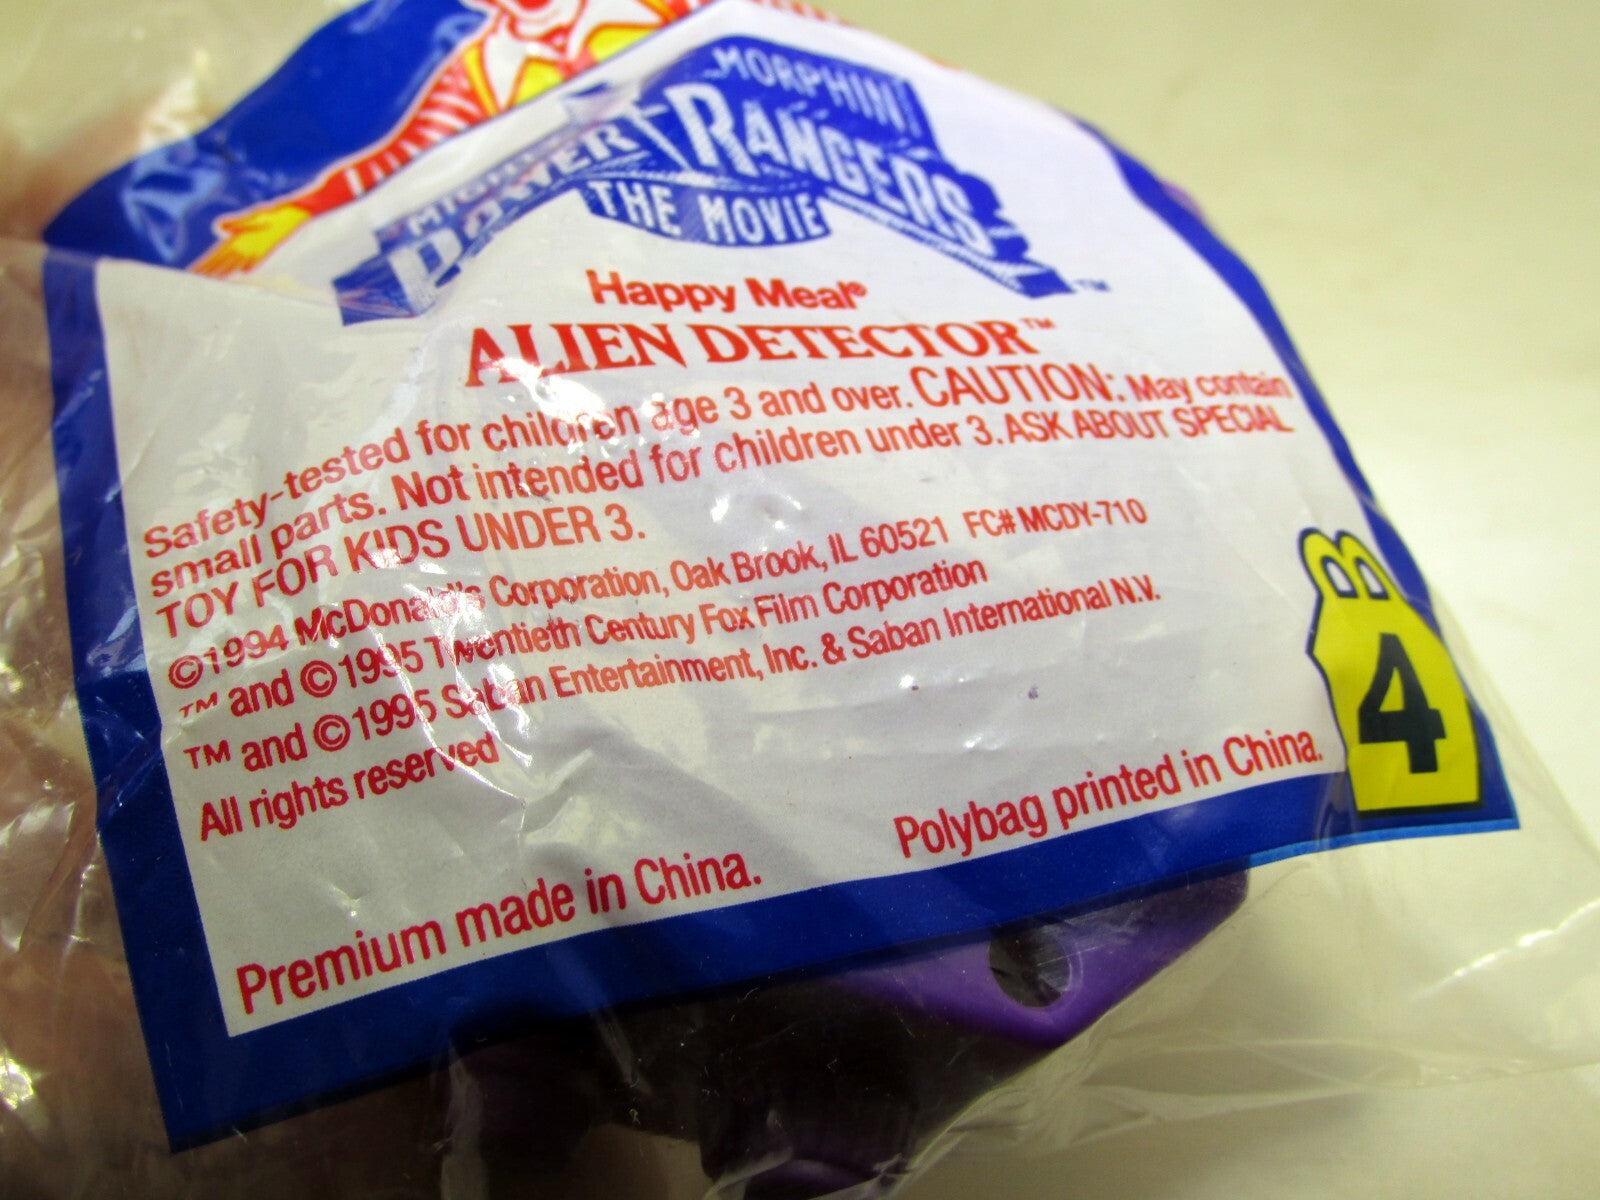 MIGHTY MORPHIN
POWER RANGERS
THE MOVIE ™
Happy Meal®
ALIEN DETECTOR™
Safety-tested for children age 3 and over. CAUTION: May contain
small parts. Not intended for children under 3. ASK ABOUT SPECIAL
TOY FOR KIDS UNDER 3.
©1994 McDonald's Corporation, Oak Brook, IL 60521 FC# MCDY-710
™ and ©1995 Twentieth Century Fox Film Corporation
™ and ©1995 Saban Entertainment, Inc. & Saban International N.V.
All rights reserved
Premium made in China.
Polybag printed in China.
4